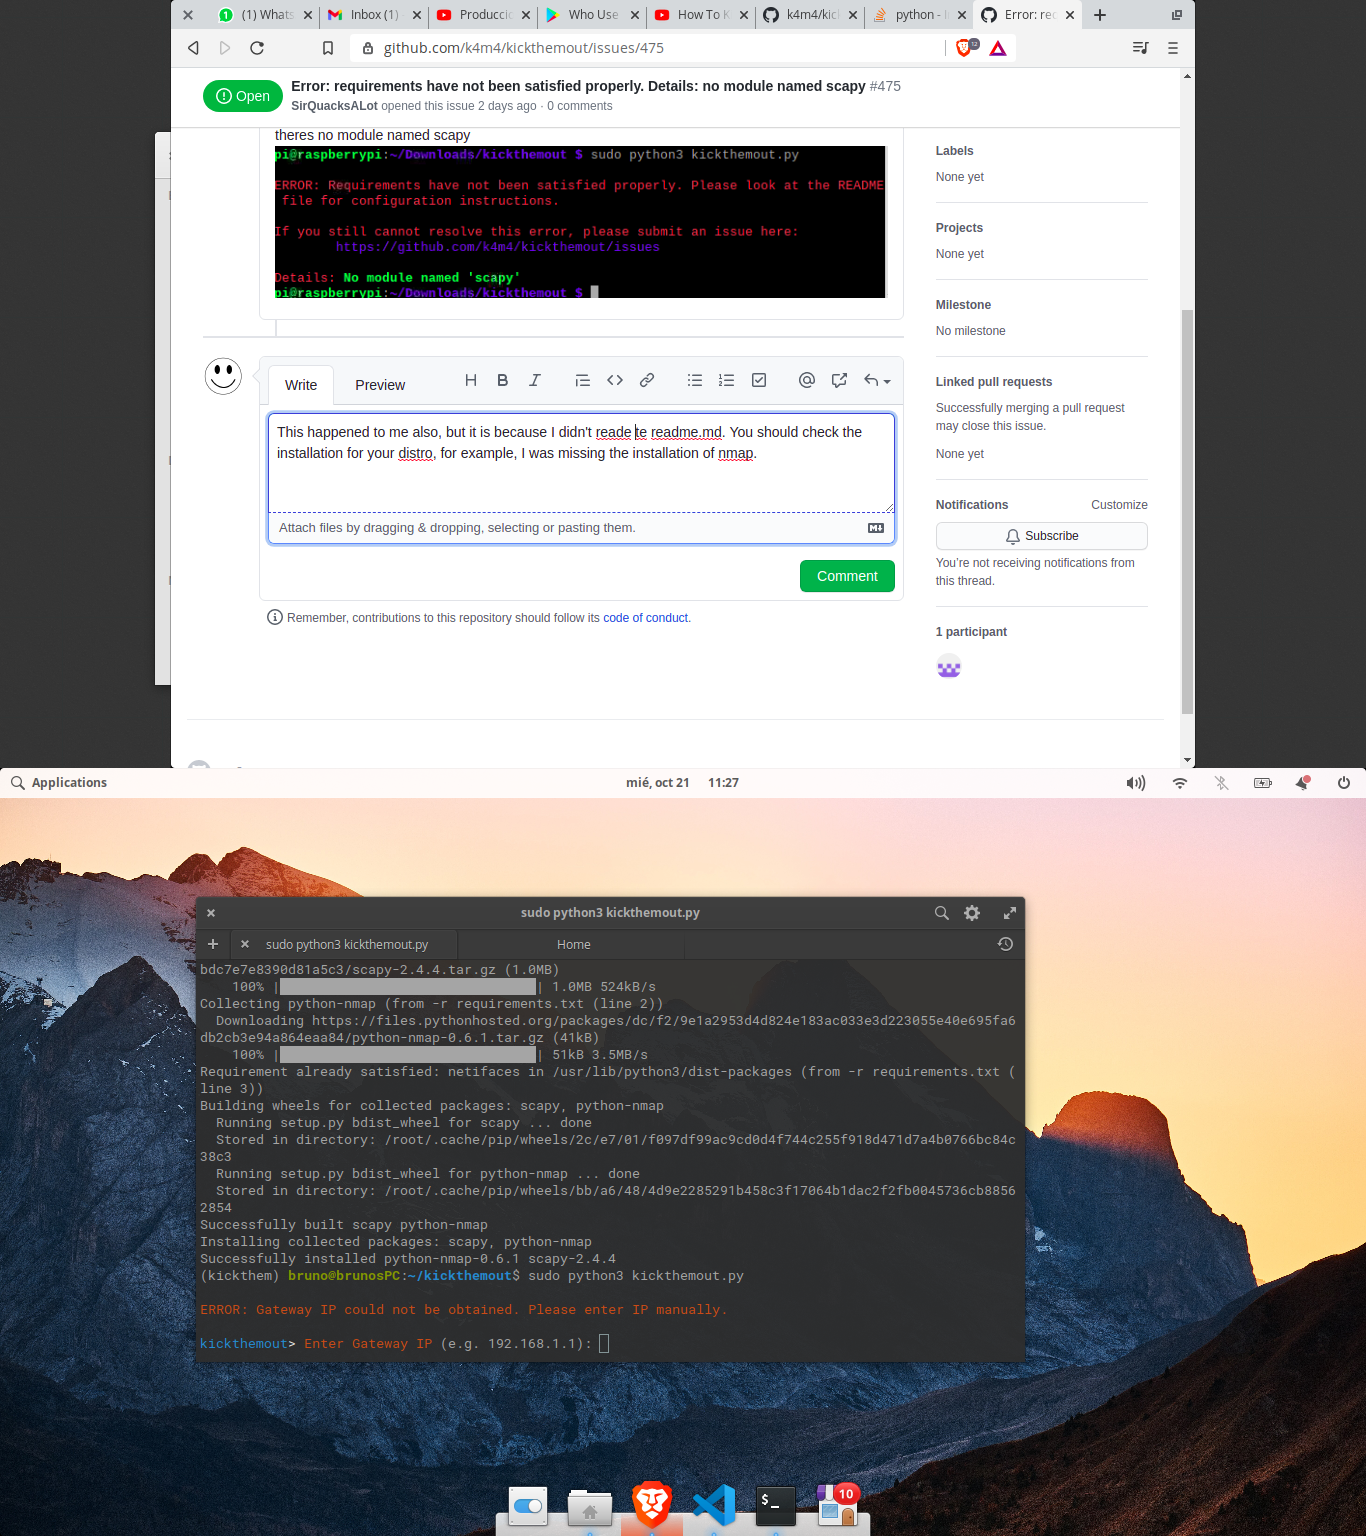 (1) Whats
Inbox (1)
Producci
Who Use
How To K
k4m4/kic
python - I
Error: rec
github.com/k4m4/kickthemout/issues/475
12
Open
Error: requirements have not been satisfied properly. Details: no module named scapy #475
SirQuacksALot opened this issue 2 days ago · 0 comments
theres no module named scapy
pi@raspberrypi:~/Downloads/kickthemout $ sudo python3 kickthemout.py
ERROR: Requirements have not been satisfied properly. Please look at the README
file for configuration instructions.
If you still cannot resolve this error, please submit an issue here:
https://github.com/k4m4/kickthemout/issues
Details: No module named 'scapy'
pi@raspberrypi:~/Downloads/kickthemout $
Write
Preview
This happened to me also, but it is because I didn't reade te readme.md. You should check the
installation for your distro, for example, I was missing the installation of nmap.
Attach files by dragging & dropping, selecting or pasting them.
Comment
Remember, contributions to this repository should follow its code of conduct.
Labels
None yet
Projects
None yet
Milestone
No milestone
Linked pull requests
Successfully merging a pull request
may close this issue.
None yet
Notifications
Customize
Subscribe
You're not receiving notifications from
this thread.
1 participant
Applications
mié, oct 21
11:27
sudo python3 kickthemout.py
sudo python3 kickthemout.py
Home
bdc7e7e8390d81a5c3/scapy-2.4.4.tar.gz (1.0MB)
100% | | 1.0MB 524kB/s
Collecting python-nmap (from -r requirements.txt (line 2))
Downloading https://files.pythonhosted.org/packages/dc/f2/9e1a2953d4d824e183ac033e3d223055e40e695fa6
db2cb3e94a864eaa84/python-nmap-0.6.1.tar.gz (41kB)
100% | | 51kB 3.5MB/s
Requirement already satisfied: netifaces in /usr/lib/python3/dist-packages (from -r requirements.txt (
line 3))
Building wheels for collected packages: scapy, python-nmap
Running setup.py bdist_wheel for scapy ... done
Stored in directory: /root/.cache/pip/wheels/2c/e7/01/f097df99ac9cd0d4f744c255f918d471d7a4b0766bc84c
38c3
Running setup.py bdist_wheel for python-nmap ... done
Stored in directory: /root/.cache/pip/wheels/bb/a6/48/4d9e2285291b458c3f17064b1dac2f2fb0045736cb8856
2854
Successfully built scapy python-nmap
Installing collected packages: scapy, python-nmap
Successfully installed python-nmap-0.6.1 scapy-2.4.4
(kickthem) bruno@brunosPC:~/kickthemout$ sudo python3 kickthemout.py
ERROR: Gateway IP could not be obtained. Please enter IP manually.
kickthemout> Enter Gateway IP (e.g. 192.168.1.1):
$ _
10